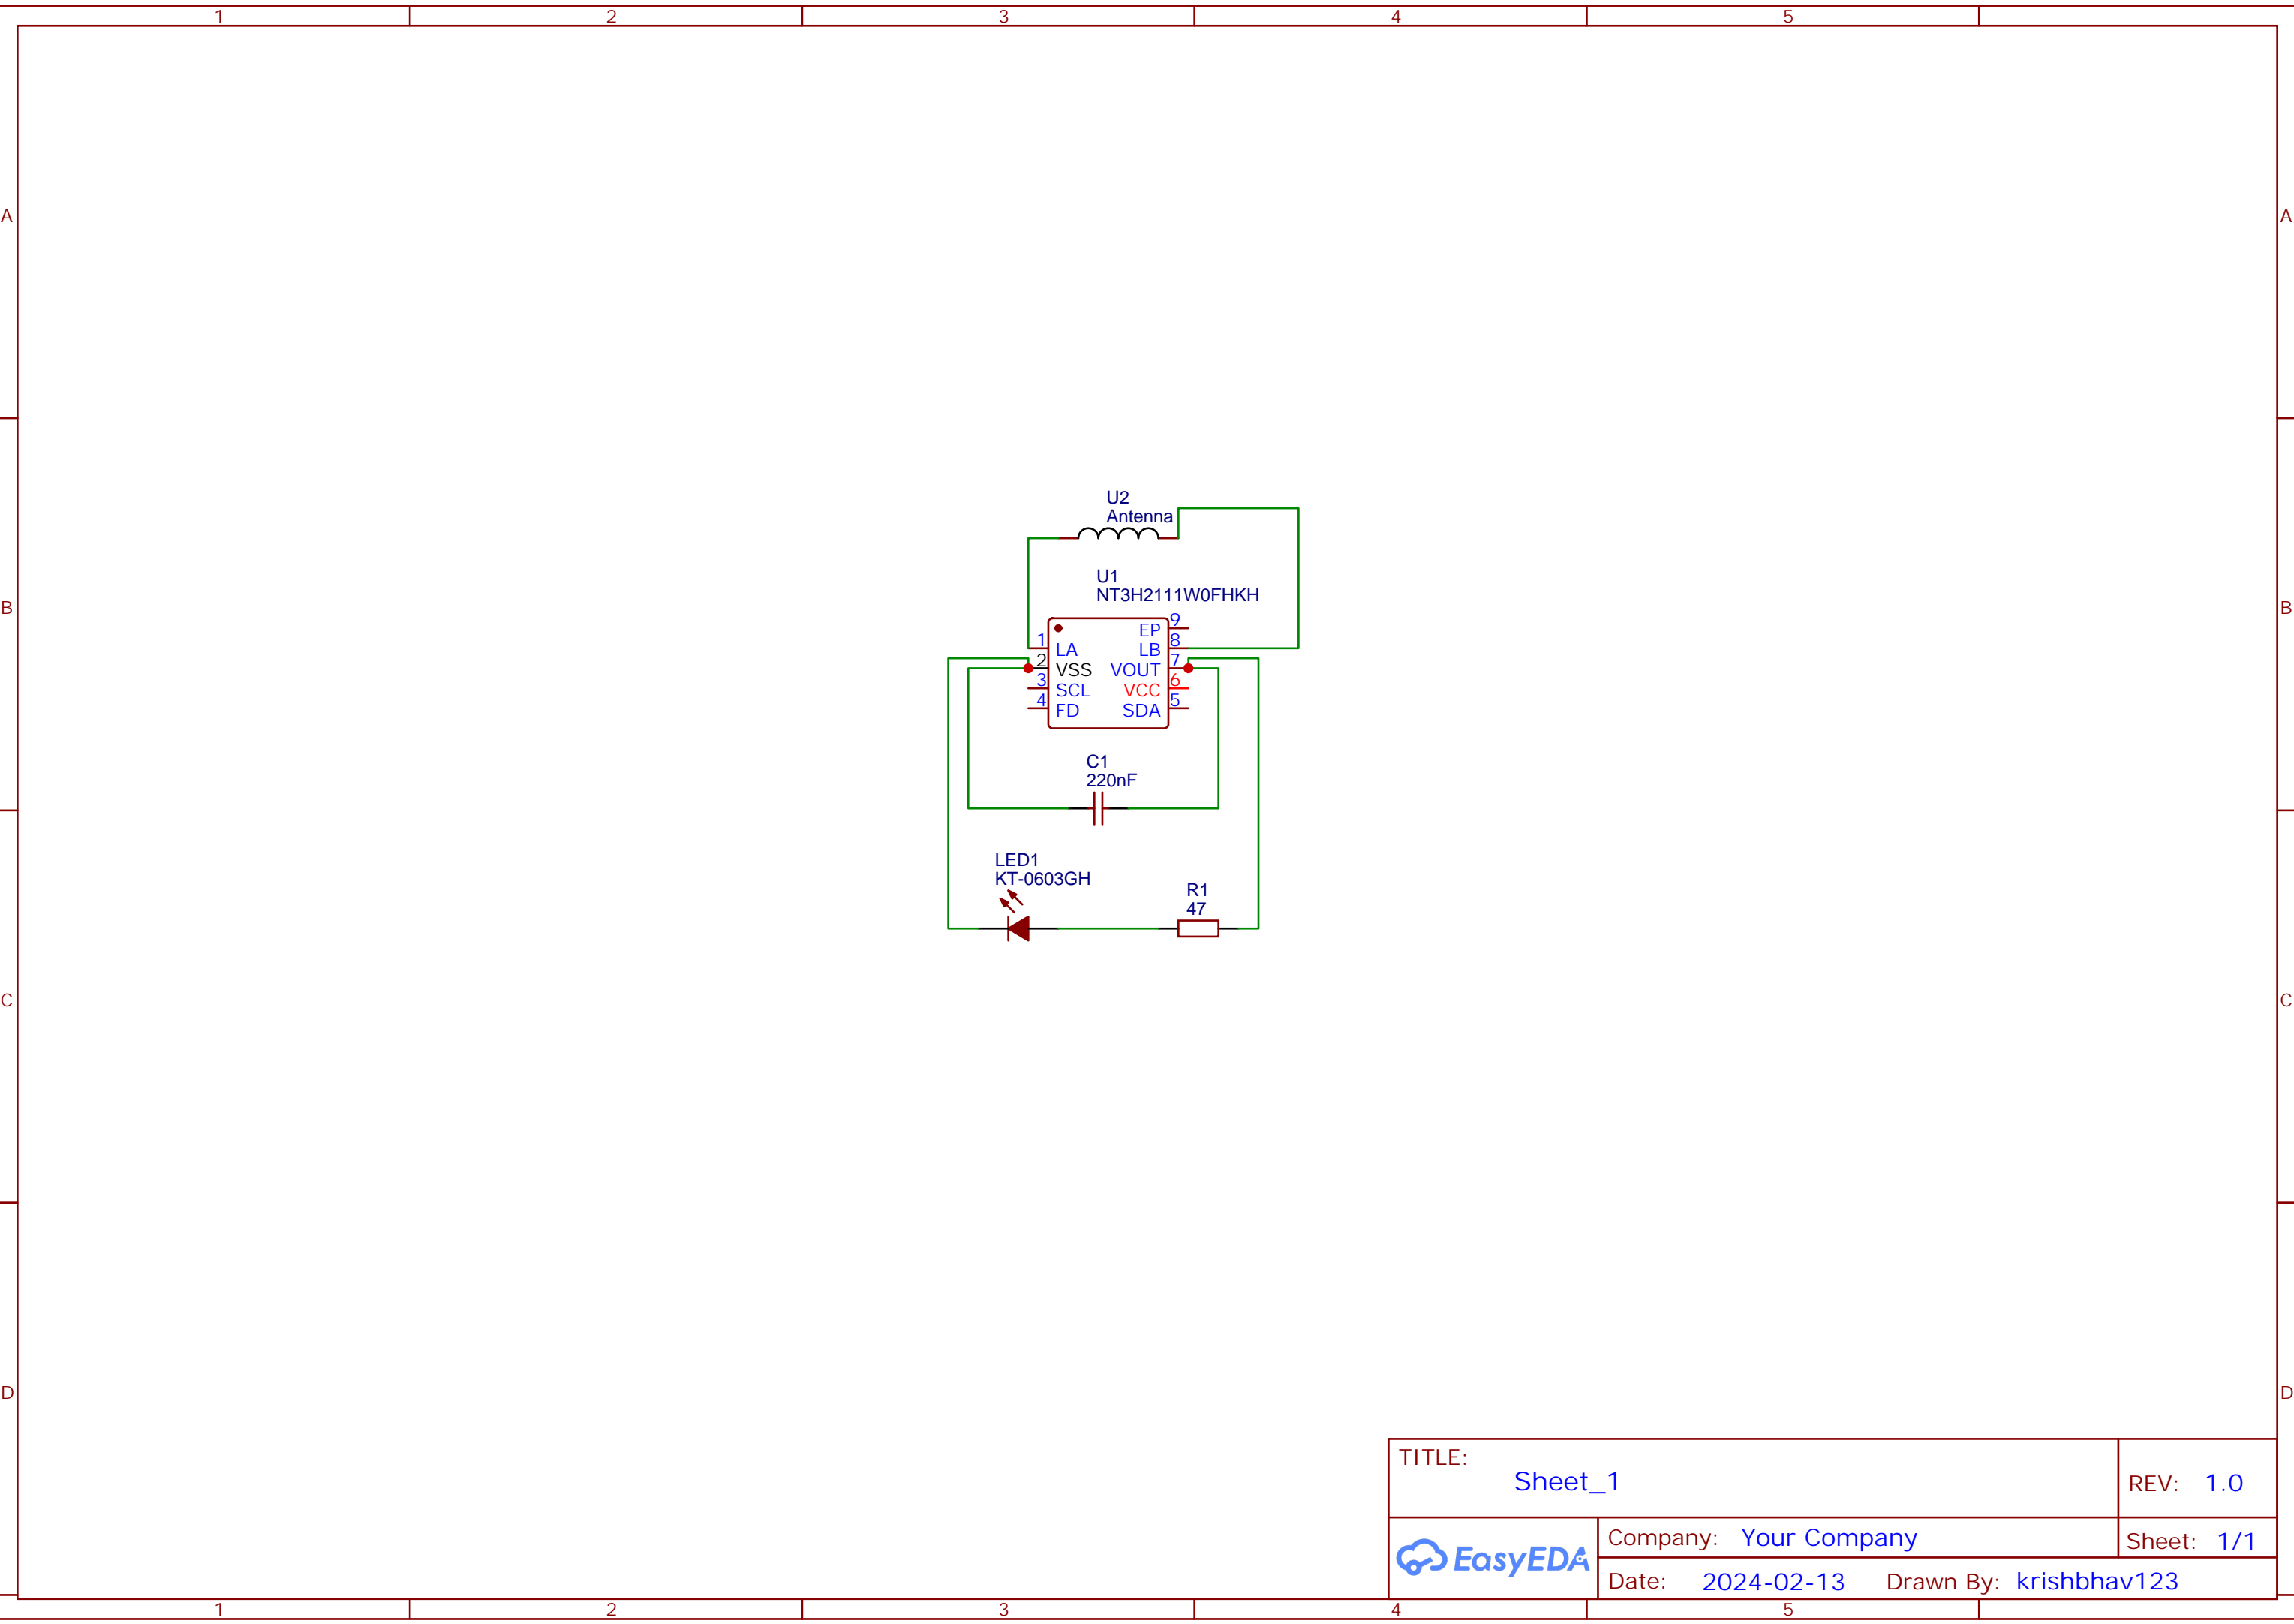 1 2 3 4 5
A A
U2
Antenna
U1
NT3H2111W0FHKH
B B
EP 9
1 LA LB 8
2 VSS VOUT 7
3 SCL VCC 6
4 FD SDA 5
C1
220nF
LED1
KT-0603GH
R1
47
C C
D D
TITLE:
Sheet_1
REV: 1.0
EasyEDA
Company: Your Company
Sheet: 1/1
Date: 2024-02-13 Drawn By: krishbhav123
1 2 3 4 5